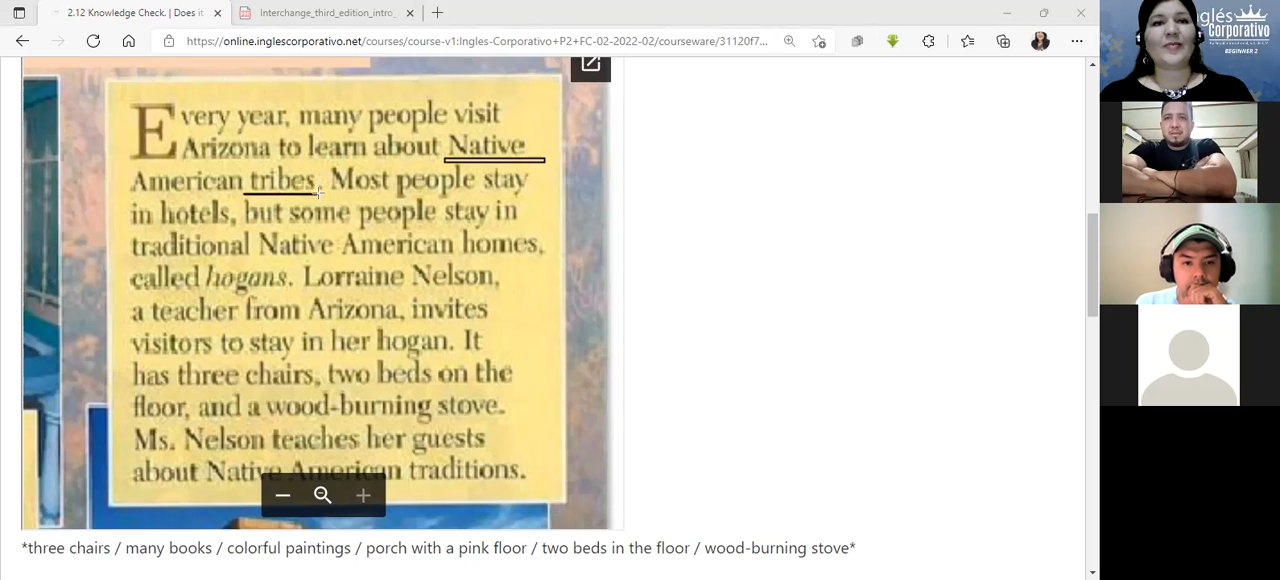 2.12 Knowledge Check. | Does it
Interchange_third_edition_intro_
https://online.inglescorporativo.net/courses/course-v1:Ingles-Corporativo+P2+FC-02-2022-02/courseware/31120f7...
Every year, many people visit
Arizona to learn about Native
American tribes. Most people stay
in hotels, but some people stay in
traditional Native American homes,
called hogans. Lorraine Nelson,
a teacher from Arizona, invites
visitors to stay in her hogan. It
has three chairs, two beds on the
floor, and a wood-burning stove.
Ms. Nelson teaches her guests
about Native American traditions.
*three chairs / many books / colorful paintings / porch with a pink floor / two beds in the floor / wood-burning stove*
glés
Corporativo
BEGINNER 2